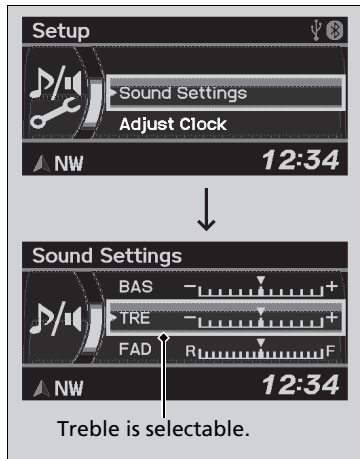 Setup
Sound Settings
Adjust Clock
NW 12:34
Sound Settings
BAS - +
TRE - +
FAD R F
NW 12:34
Treble is selectable.